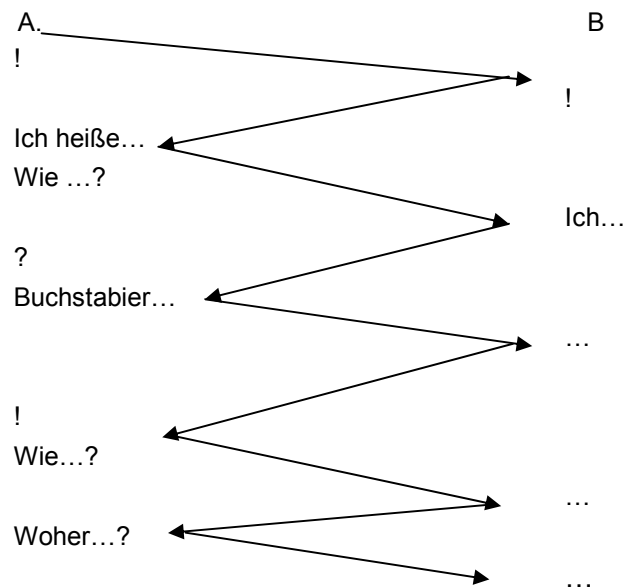 A.
B
!
!
Ich heiße…
Wie …?
Ich…
?
Buchstabier…
…
!
Wie…?
…
Woher…?
…